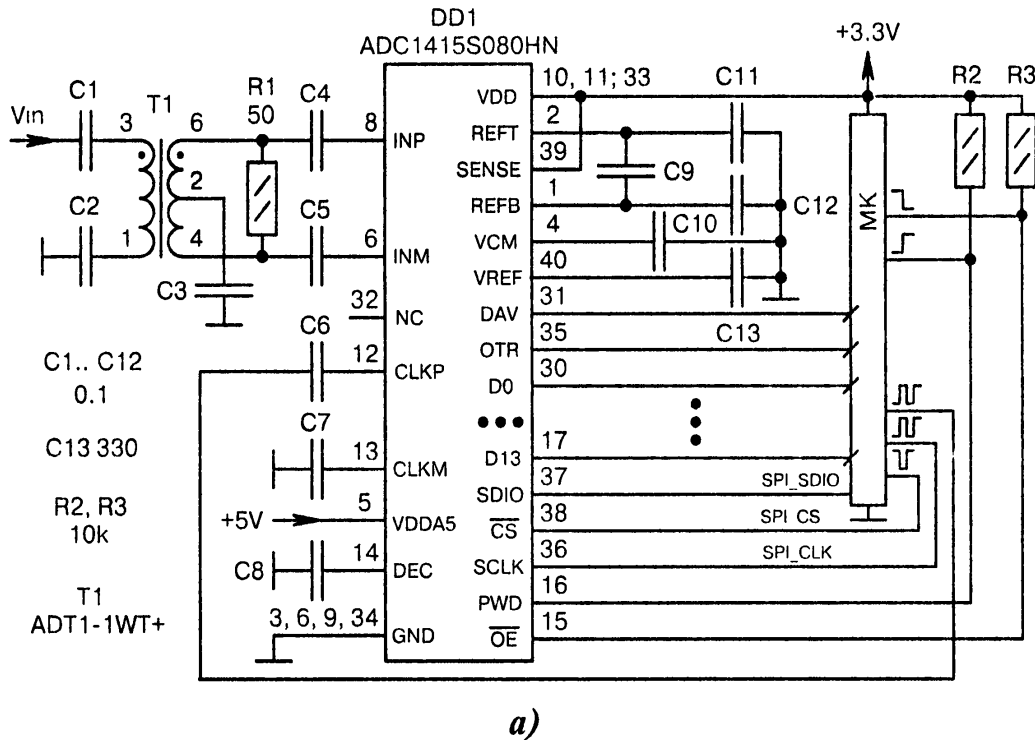 DD1
ADC1415S080HN
+3.3V
C1
T1
R1
50
C4
10, 11; 33
C11
R2
R3
Vın
3
6
8
INP
VDD
2
REFT
39
SENSE
C9
2
C2
C5
1
REFB
C10
C12
MK
1
4
6
INM
4
VCM
40
VREF
C3
32
NC
31
DAV
C13
C6
35
OTR
C1.. C12
0.1
12
CLKP
30
D0
C7
C13 330
13
CLKM
17
D13
37
SDIO
SPI_SDIO
R2, R3
10k
+5V
5
VDDA5
38
CS
SPI CS
C8
14
DEC
36
SCLK
SPI_CLK
T1
ADT1-1WT+
16
PWD
3, 6, 9, 34
GND
15
OE
a)